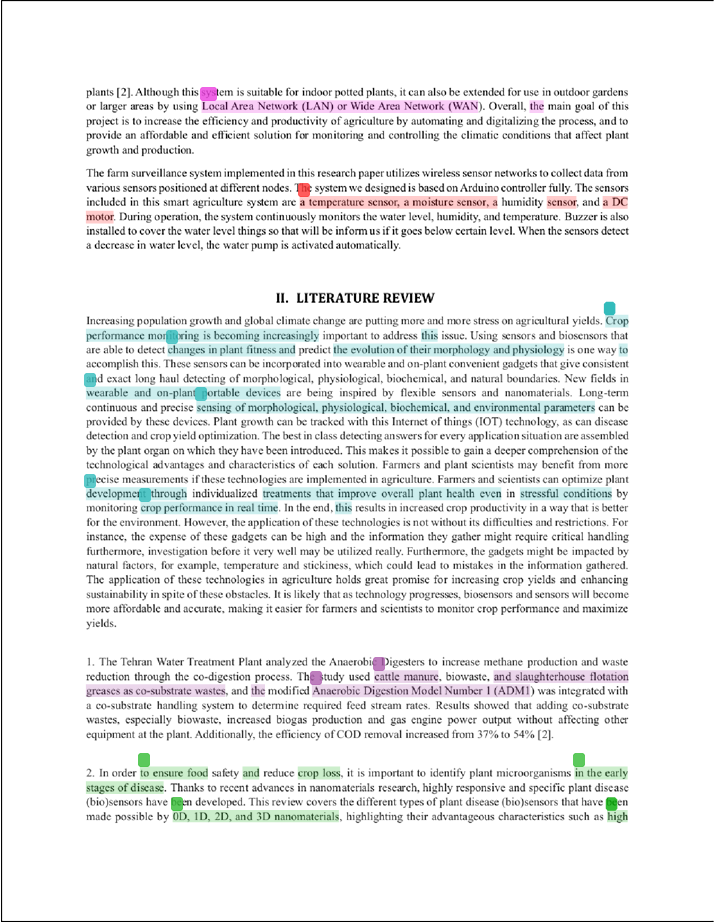 plants [2]. Although this system is suitable for indoor potted plants, it can also be extended for use in outdoor gardens
or larger areas by using Local Area Network (LAN) or Wide Area Network (WAN). Overall, the main goal of this
project is to increase the efficiency and productivity of agriculture by automating and digitalizing the process, and to
provide an affordable and efficient solution for monitoring and controlling the climatic conditions that affect plant
growth and production.
The farm surveillance system implemented in this research paper utilizes wireless sensor networks to collect data from
various sensors positioned at different nodes. The system we designed is based on Arduino controller fully. The sensors
included in this smart agriculture system are a temperature sensor, a moisture sensor, a humidity sensor, and a DC
motor. During operation, the system continuously monitors the water level, humidity, and temperature. Buzzer is also
installed to cover the water level things so that will be inform us if it goes below certain level. When the sensors detect
a decrease in water level, the water pump is activated automatically.
II. LITERATURE REVIEW
Increasing population growth and global climate change are putting more and more stress on agricultural yields. Crop
performance monitoring is becoming increasingly important to address this issue. Using sensors and biosensors that
are able to detect changes in plant fitness and predict the evolution of their morphology and physiology is one way to
accomplish this. These sensors can be incorporated into wearable and on-plant convenient gadgets that give consistent
and exact long haul detecting of morphological, physiological, biochemical, and natural boundaries. New fields in
wearable and on-plant portable devices are being inspired by flexible sensors and nanomaterials. Long-term
continuous and precise sensing of morphological, physiological, biochemical, and environmental parameters can be
provided by these devices. Plant growth can be tracked with this Internet of things (IOT) technology, as can disease
detection and crop yield optimization. The best in class detecting answers for every application situation are assembled
by the plant organ on which they have been introduced. This makes it possible to gain a deeper comprehension of the
technological advantages and characteristics of each solution. Farmers and plant scientists may benefit from more
precise measurements if these technologies are implemented in agriculture. Farmers and scientists can optimize plant
development through individualized treatments that improve overall plant health even in stressful conditions by
monitoring crop performance in real time. In the end, this results in increased crop productivity in a way that is better
for the environment. However, the application of these technologies is not without its difficulties and restrictions. For
instance, the expense of these gadgets can be high and the information they gather might require critical handling
furthermore, investigation before it very well may be utilized really. Furthermore, the gadgets might be impacted by
natural factors, for example, temperature and stickiness, which could lead to mistakes in the information gathered.
The application of these technologies in agriculture holds great promise for increasing crop yields and enhancing
sustainability in spite of these obstacles. It is likely that as technology progresses, biosensors and sensors will become
more affordable and accurate, making it easier for farmers and scientists to monitor crop performance and maximize
yields.
1. The Tehran Water Treatment Plant analyzed the Anaerobic Digesters to increase methane production and waste
reduction through the co-digestion process. The study used cattle manure, biowaste, and slaughterhouse flotation
greases as co-substrate wastes, and the modified Anaerobic Digestion Model Number 1 (ADM1) was integrated with
a co-substrate handling system to determine required feed stream rates. Results showed that adding co-substrate
wastes, especially biowaste, increased biogas production and gas engine power output without affecting other
equipment at the plant. Additionally, the efficiency of COD removal increased from 37% to 54% [2].
2. In order to ensure food safety and reduce crop loss, it is important to identify plant microorganisms in the early
stages of disease. Thanks to recent advances in nanomaterials research, highly responsive and specific plant disease
(bio)sensors have been developed. This review covers the different types of plant disease (bio)sensors that have been
made possible by 0D, 1D, 2D, and 3D nanomaterials, highlighting their advantageous characteristics such as high